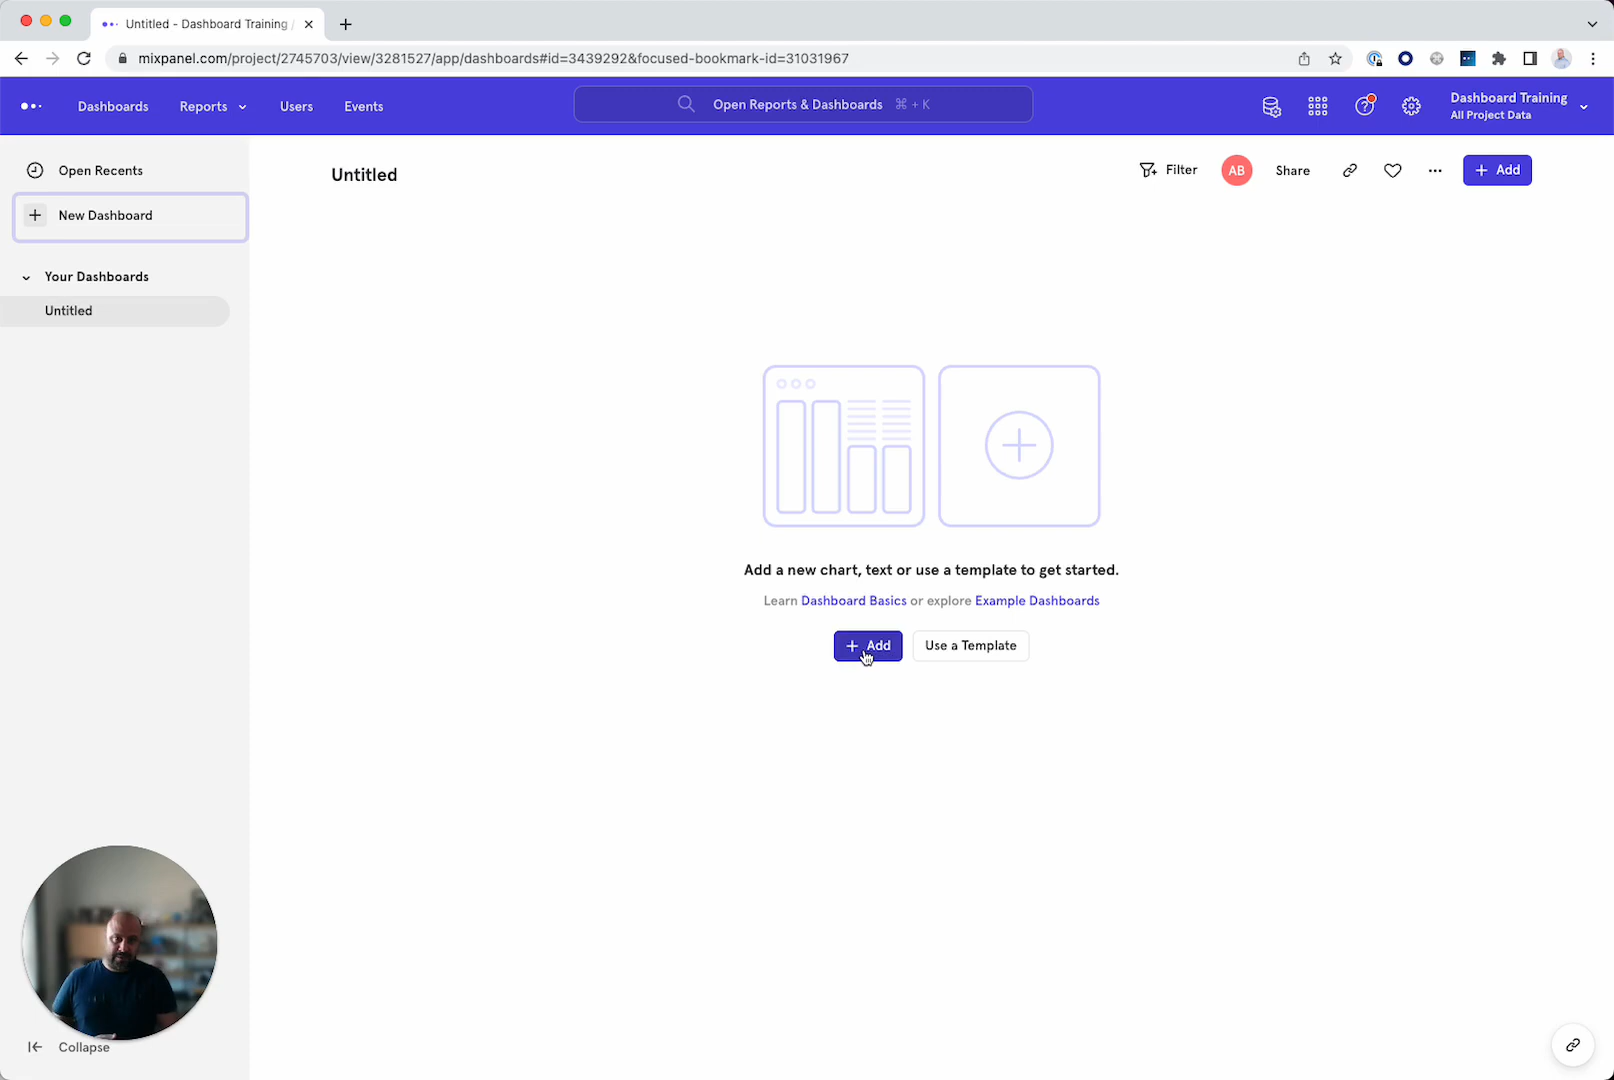 Untitled - Dashboard Training /
mixpanel.com/project/2745703/view/3281527/app/dashboards#id=3439292&focused-bookmark-id=31031967
Dashboards
Reports
Users
Events
Open Reports & Dashboards ⌘ + K
Dashboard Training
All Project Data
Open Recents
New Dashboard
Your Dashboards
Untitled
Collapse
Untitled
Filter
AB
Share
Add
Add a new chart, text or use a template to get started.
Learn Dashboard Basics or explore Example Dashboards
Add
Use a Template